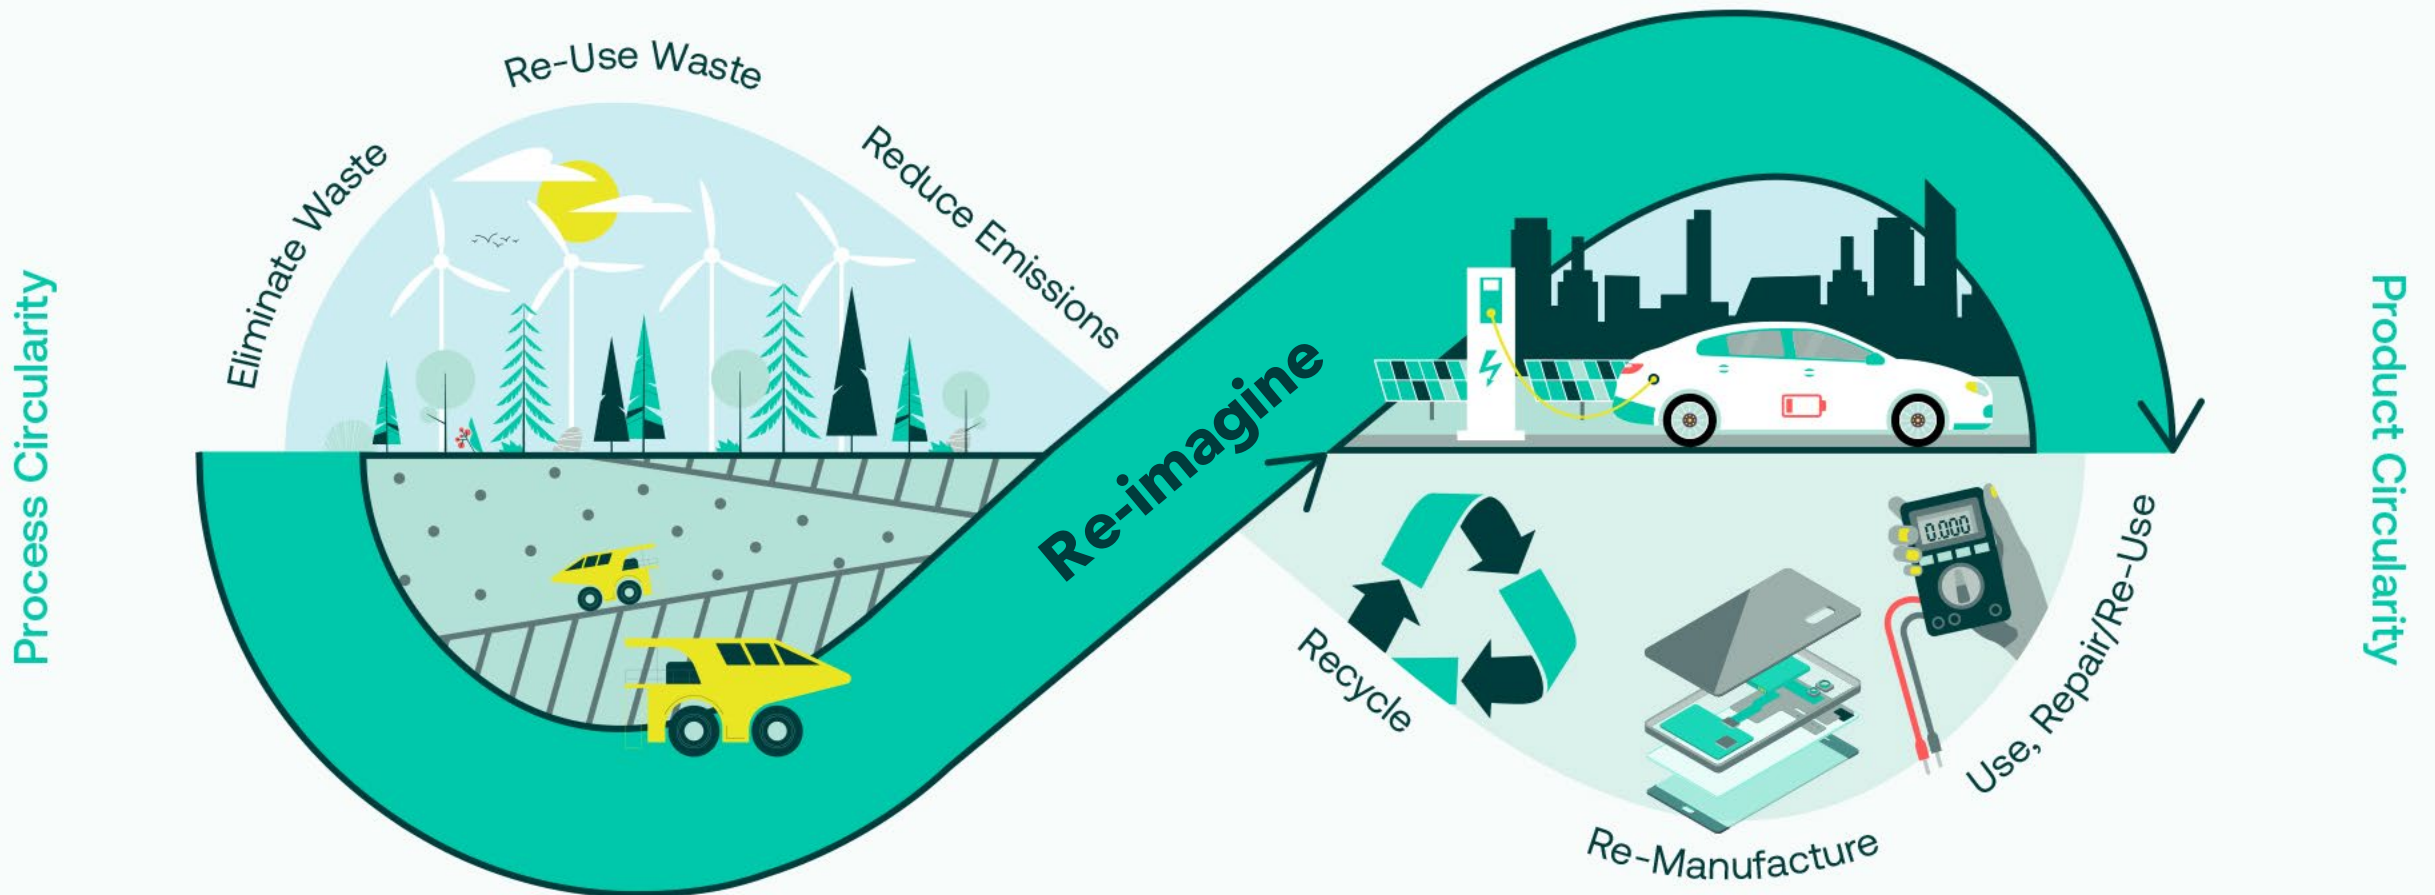 Process Circularity
Eliminate Waste
Re-Use Waste
Reduce Emissions
Re-imagine
Recycle
Re-Manufacture
Use, Repair/Re-Use
0.000
Product Circularity